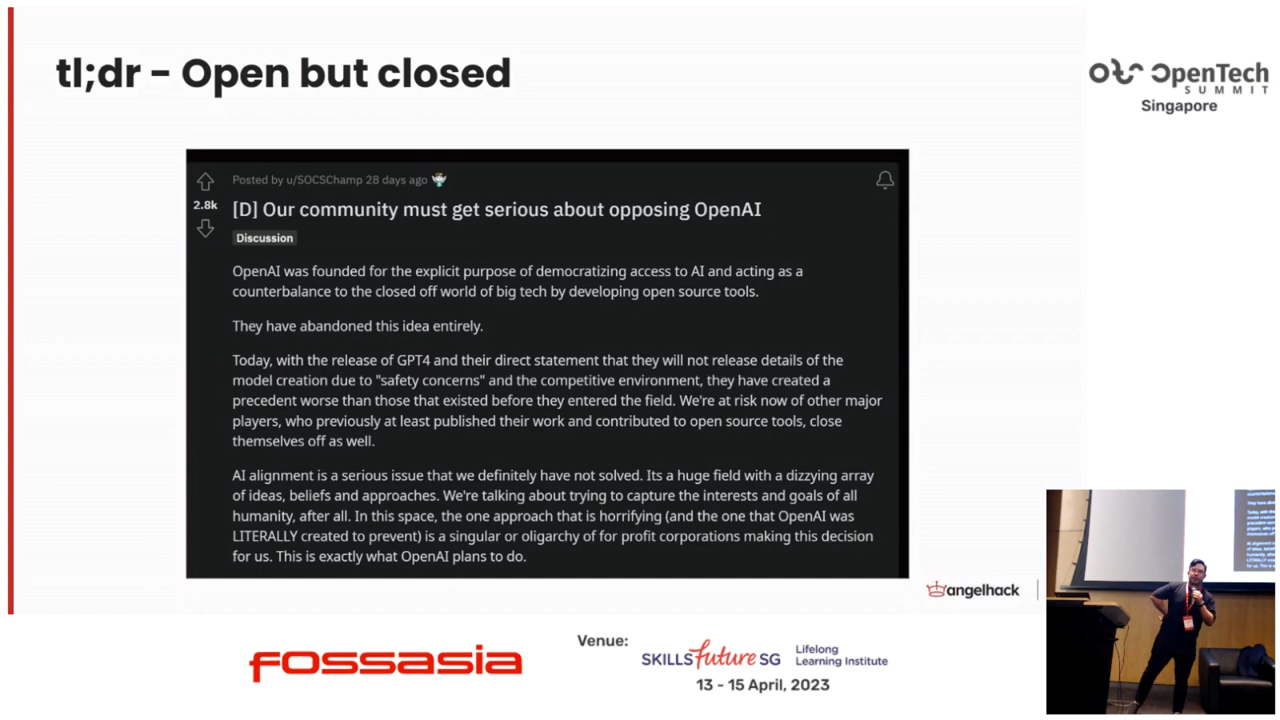 tl;dr - Open but closed
OpenTech
SUMMIT
Singapore
Posted by u/SOCSChamp 28 days ago
2.8k
[D] Our community must get serious about opposing OpenAI
Discussion
OpenAI was founded for the explicit purpose of democratizing access to AI and acting as a
counterbalance to the closed off world of big tech by developing open source tools.
They have abandoned this idea entirely.
Today, with the release of GPT4 and their direct statement that they will not release details of the
model creation due to "safety concerns" and the competitive environment, they have created a
precedent worse than those that existed before they entered the field. We're at risk now of other major
players, who previously at least published their work and contributed to open source tools, close
themselves off as well.
AI alignment is a serious issue that we definitely have not solved. Its a huge field with a dizzying array
of ideas, beliefs and approaches. We're talking about trying to capture the interests and goals of all
humanity, after all. In this space, the one approach that is horrifying (and the one that OpenAI was
LITERALLY created to prevent) is a singular or oligarchy of for profit corporations making this decision
for us. This is exactly what OpenAI plans to do.
angelhack
fossasia
Venue:
SKILLSfuture SG
Lifelong
Learning Institute
13 - 15 April, 2023